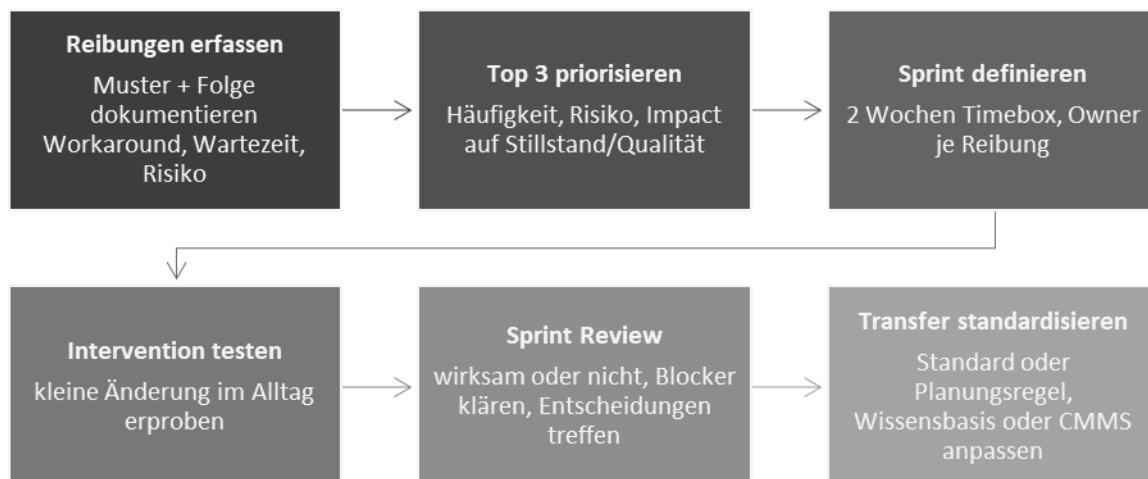 Reibungen erfassen
Muster + Folge
dokumentieren
Workaround, Wartezeit,
Risiko
Top 3 priorisieren
Häufigkeit, Risiko, Impact
auf Stillstand/Qualität
Sprint definieren
2 Wochen Timebox, Owner
je Reibung
Intervention testen
kleine Änderung im Alltag
erproben
Sprint Review
wirksam oder nicht, Blocker
klären, Entscheidungen
treffen
Transfer standardisieren
Standard oder
Planungsregel,
Wissensbasis oder CMMS
anpassen